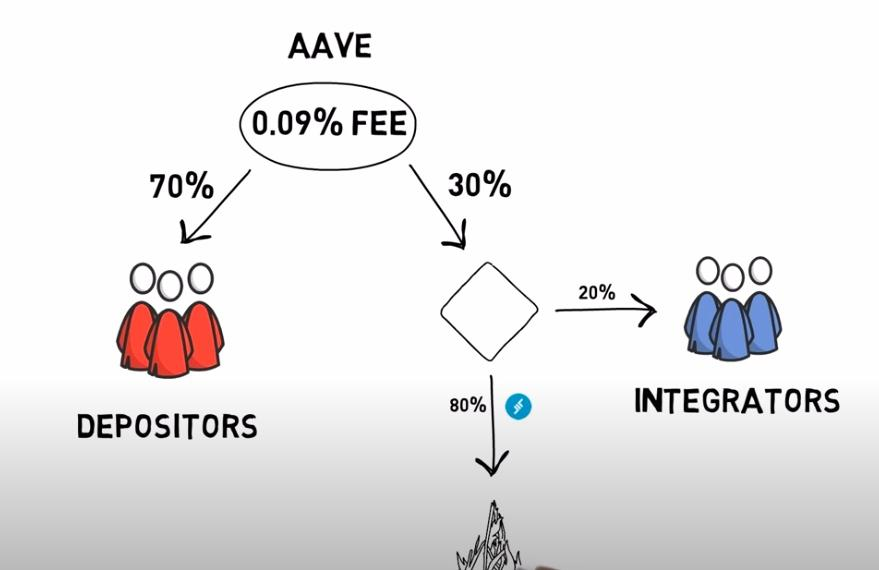 AAVE
0.09% FEE
70%
30%
20%
80%
INTEGRATORS
DEPOSITORS